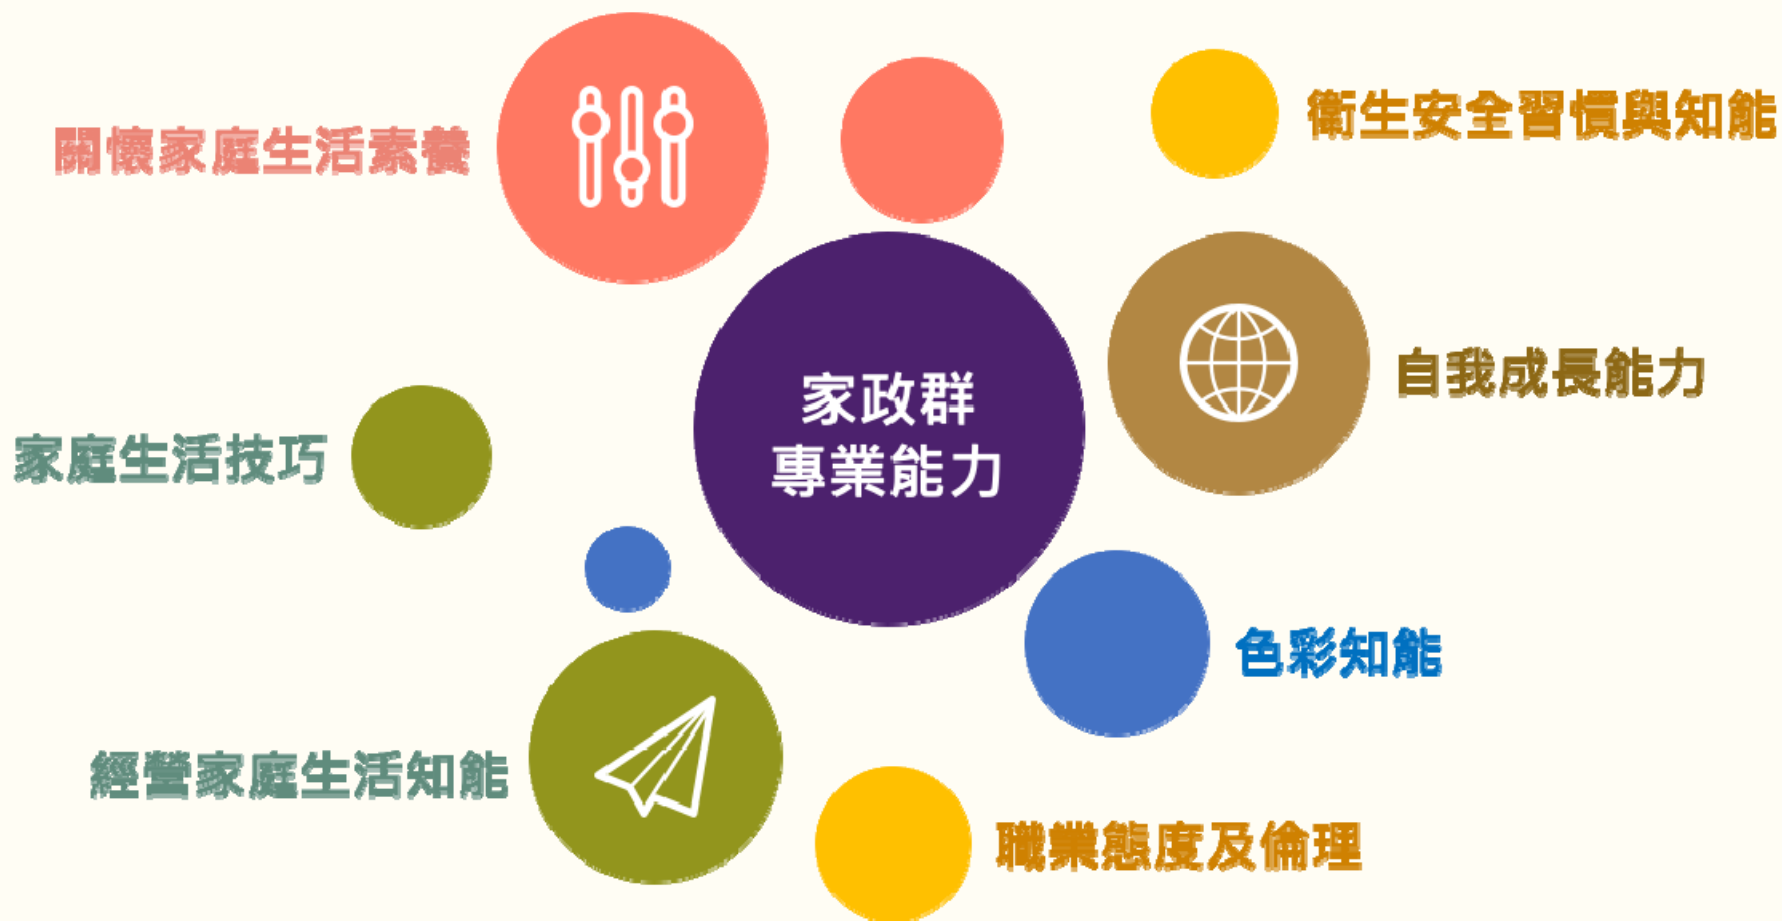 衛生安全習慣與知能
關懷家庭生活素養
自我成長能力
家政群
專業能力
家庭生活技巧
色彩知能
經營家庭生活知能
職業態度及倫理